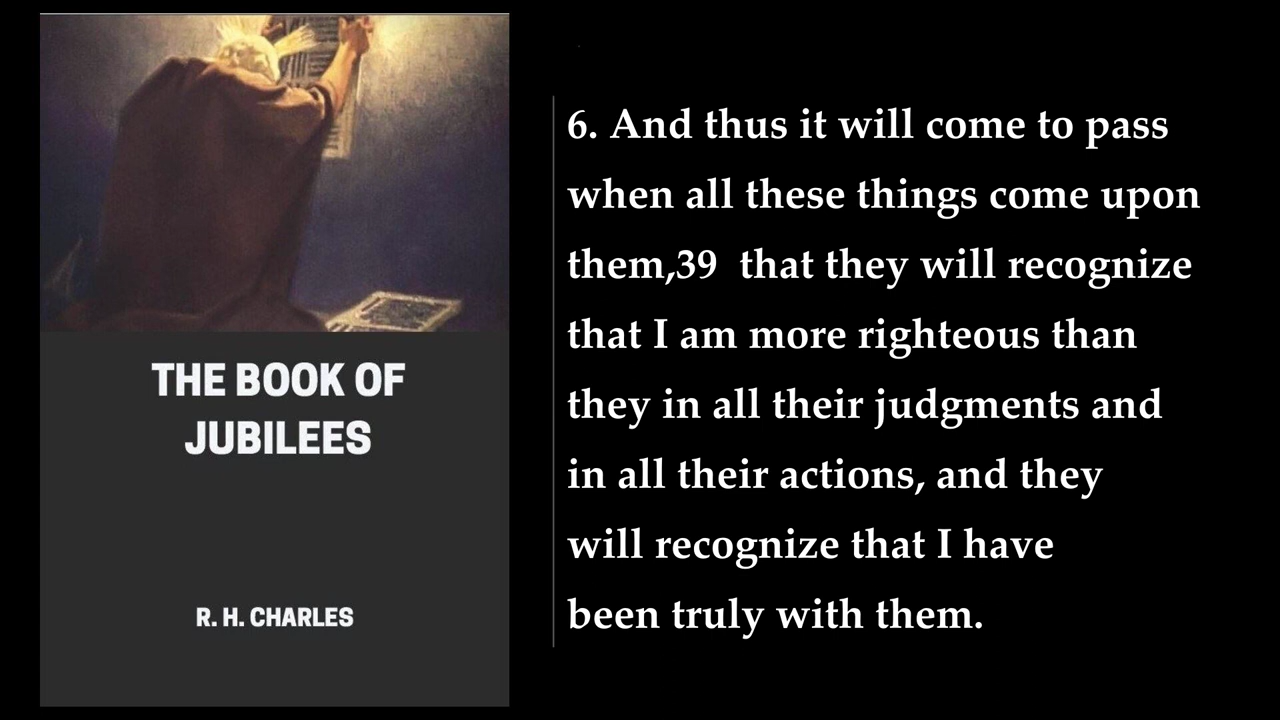 THE BOOK OF
JUBILEES
R. H. CHARLES
6. And thus it will come to pass
when all these things come upon
them,39  that they will recognize
that I am more righteous than
they in all their judgments and
in all their actions, and they
will recognize that I have
been truly with them.